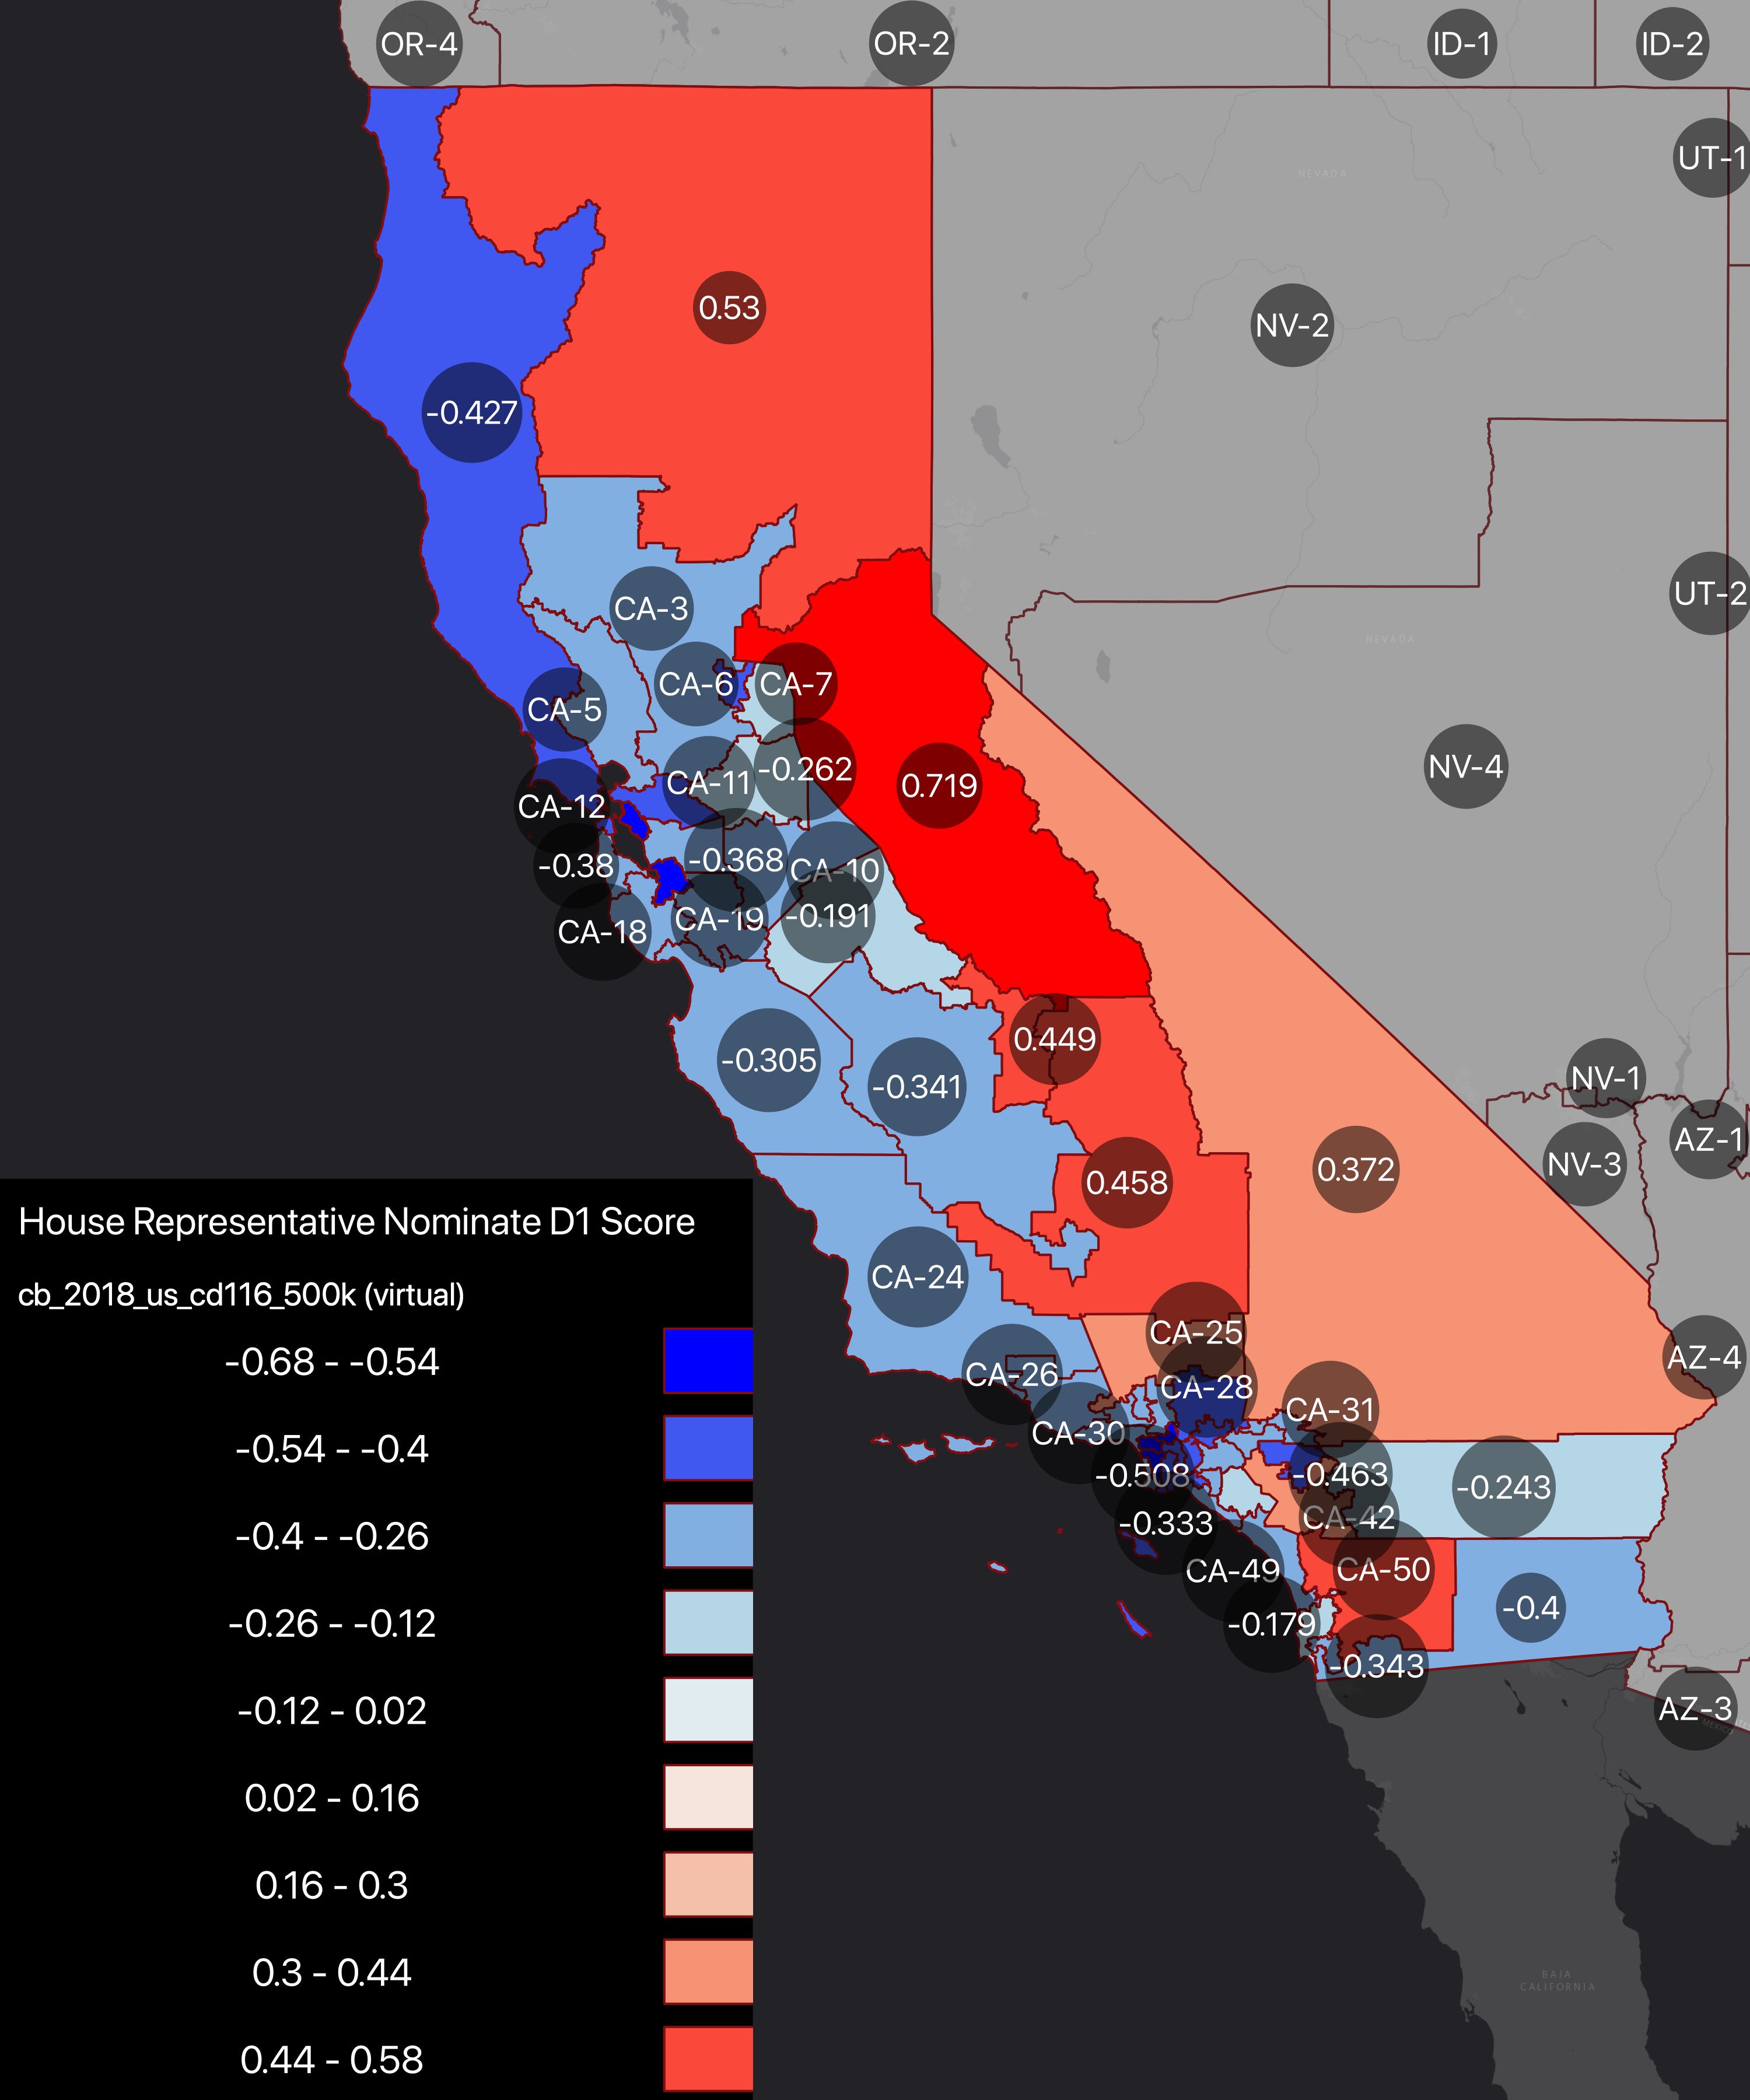 OR-4
OR-2
ID-1
ID-2
UT-1
NEVADA
0.53
NV-2
-0.427
UT-2
CA-3
NEVADA
CA-6
CA-7
CA-5
-0.262
NV-4
CA-11
0.719
CA-12
-0.368
-0.38
CA-10
CA-19
-0.191
CA-18
0.449
-0.305
NV-1
-0.341
AZ-1
NV-3
0.372
0.458
CA-24
CA-25
AZ-4
CA-26
CA-28
CA-31
CA-30
-0.508
-0.463
-0.243
-0.333
CA-42
CA-49
CA-50
-0.4
-0.179
-0.343
AZ-3
MEXICO
BAJA
CALIFORNIA
House Representative Nominate D1 Score
cb_2018_us_cd116_500k (virtual)
-0.68 - -0.54
-0.54 - -0.4
-0.4 - -0.26
-0.26 - -0.12
-0.12 - 0.02
0.02 - 0.16
0.16 - 0.3
0.3 - 0.44
0.44 - 0.58